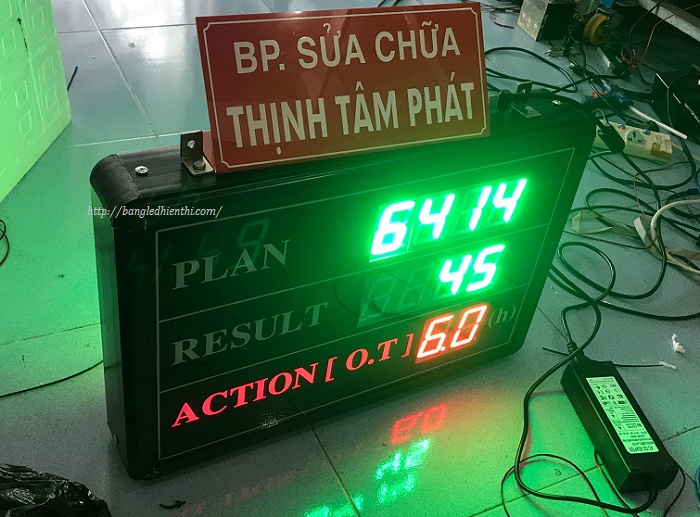 BP. SỬA CHỮA
THỊNH TÂM PHÁT
http://bangledhienthi.com/
PLAN 6414
RESULT 45
ACTION [ O.T ] 6.0 (h)